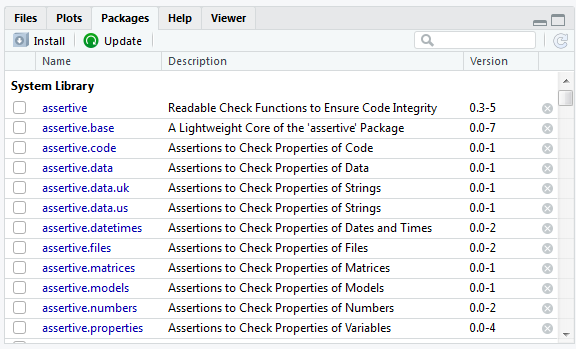 Files Plots Packages Help Viewer
Install Update
Name Description Version
System Library
assertive Readable Check Functions to Ensure Code Integrity 0.3-5
assertive.base A Lightweight Core of the 'assertive' Package 0.0-7
assertive.code Assertions to Check Properties of Code 0.0-1
assertive.data Assertions to Check Properties of Data 0.0-1
assertive.data.uk Assertions to Check Properties of Strings 0.0-1
assertive.data.us Assertions to Check Properties of Strings 0.0-1
assertive.datetimes Assertions to Check Properties of Dates and Times 0.0-2
assertive.files Assertions to Check Properties of Files 0.0-2
assertive.matrices Assertions to Check Properties of Matrices 0.0-1
assertive.models Assertions to Check Properties of Models 0.0-1
assertive.numbers Assertions to Check Properties of Numbers 0.0-2
assertive.properties Assertions to Check Properties of Variables 0.0-4